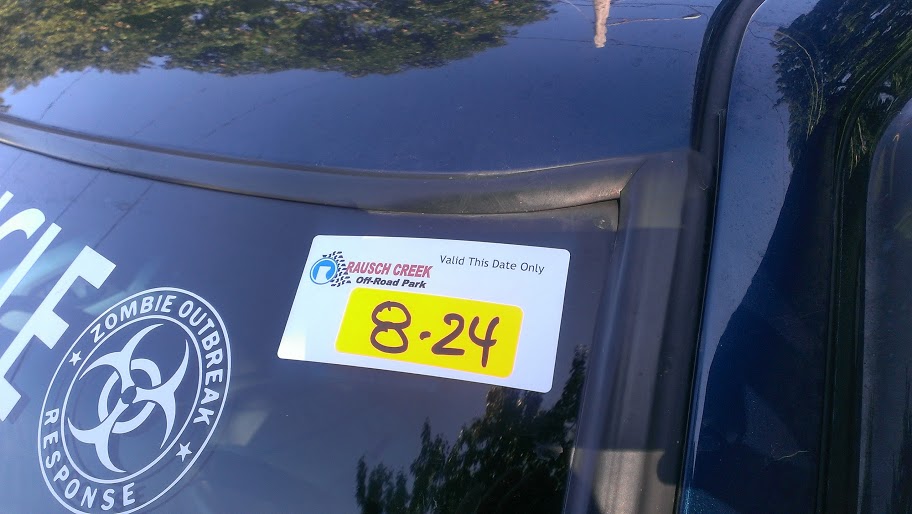 RAUSCH CREEK
Off-Road Park
Valid This Date Only
8-24
ZOMBIE OUTBREAK
RESPONSE